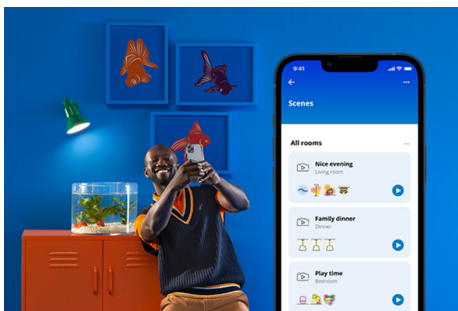 9:41
Scenes
All rooms
Nice evening
Living room
Family dinner
Dinner
Play time
Bedroom